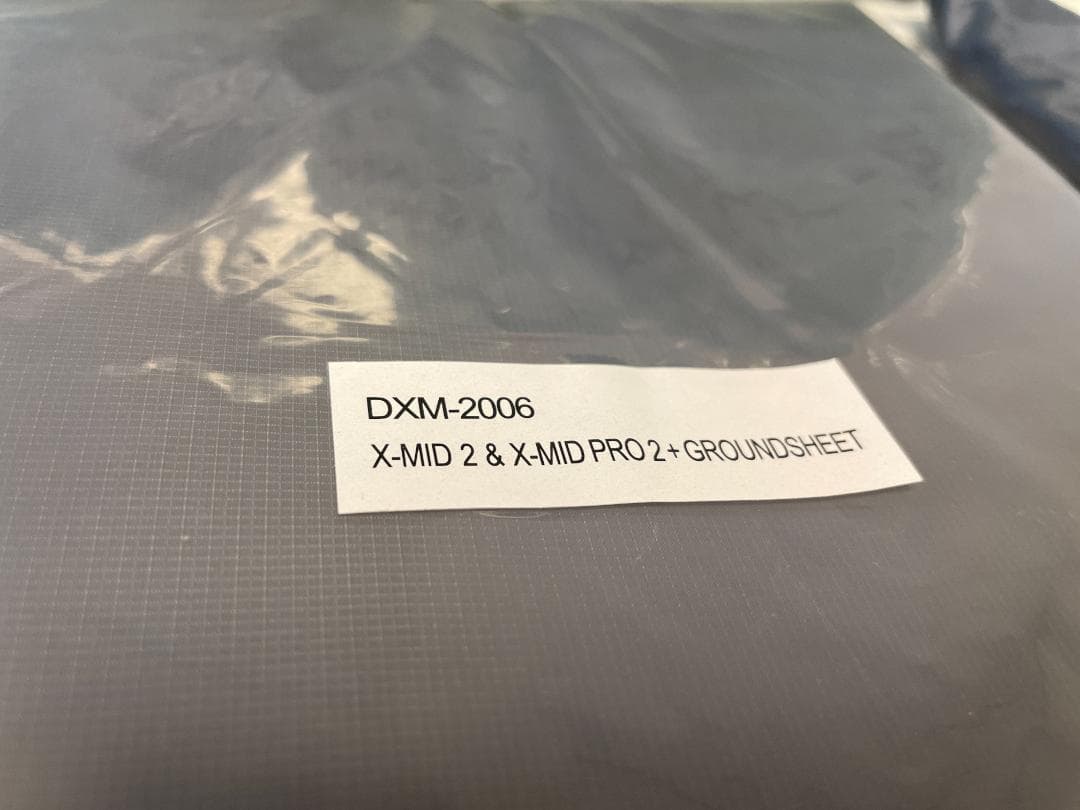 DXM-2006
X-MID 2 & X-MID PRO 2+ GROUNDSHEET